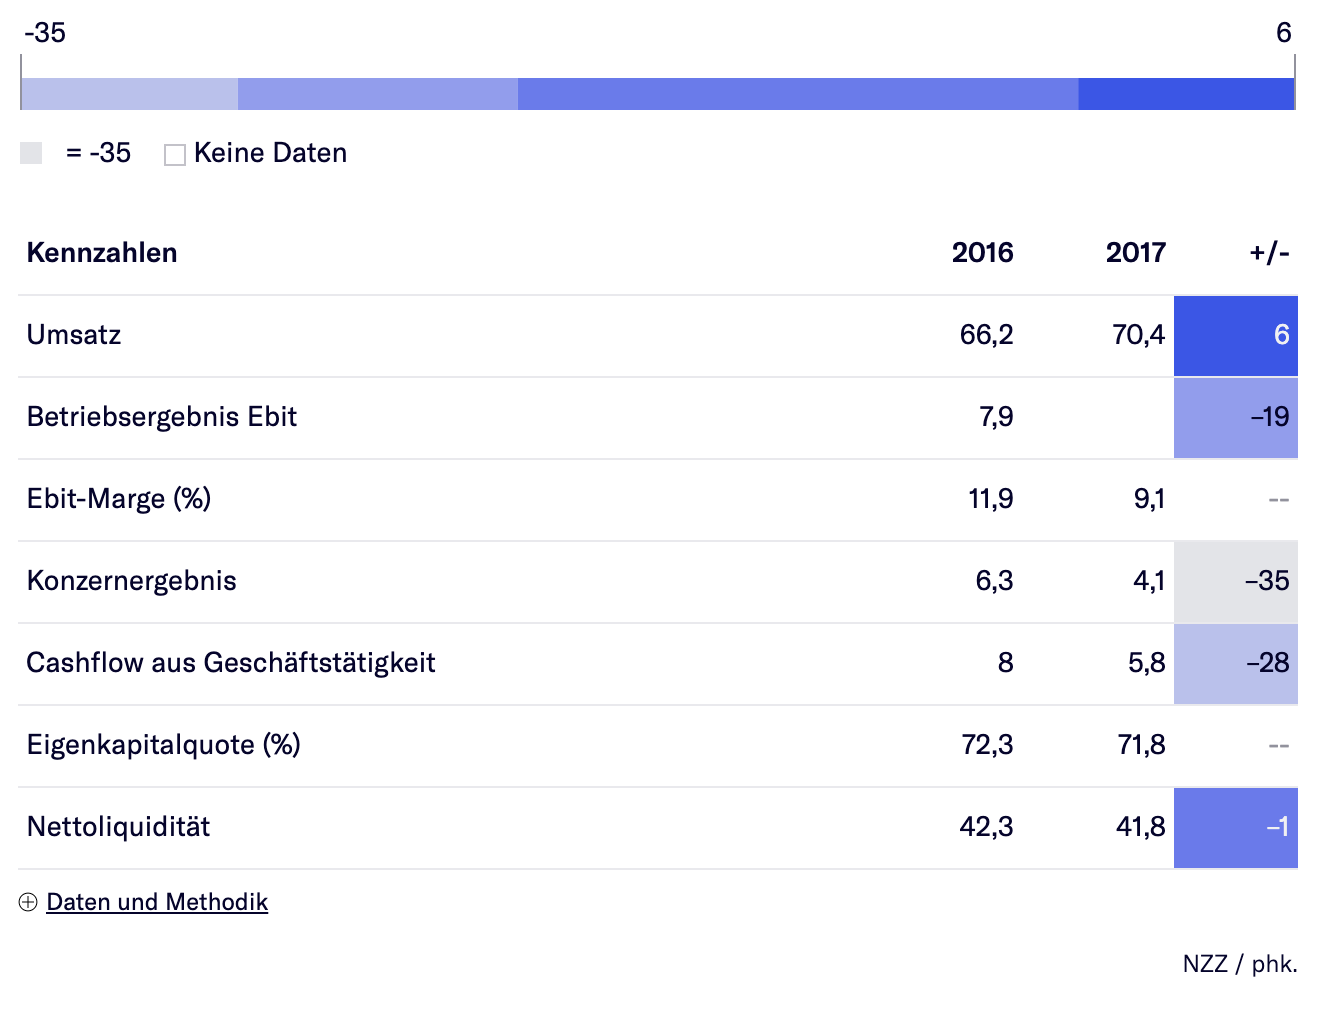 -35 6
= -35 Keine Daten
Kennzahlen 2016 2017 +/-
Umsatz 66,2 70,4 6
Betriebsergebnis Ebit 7,9 –19
Ebit-Marge (%) 11,9 9,1 --
Konzernergebnis 6,3 4,1 –35
Cashflow aus Geschäftstätigkeit 8 5,8 –28
Eigenkapitalquote (%) 72,3 71,8 --
Nettoliquidität 42,3 41,8 –1
Daten und Methodik
NZZ / phk.